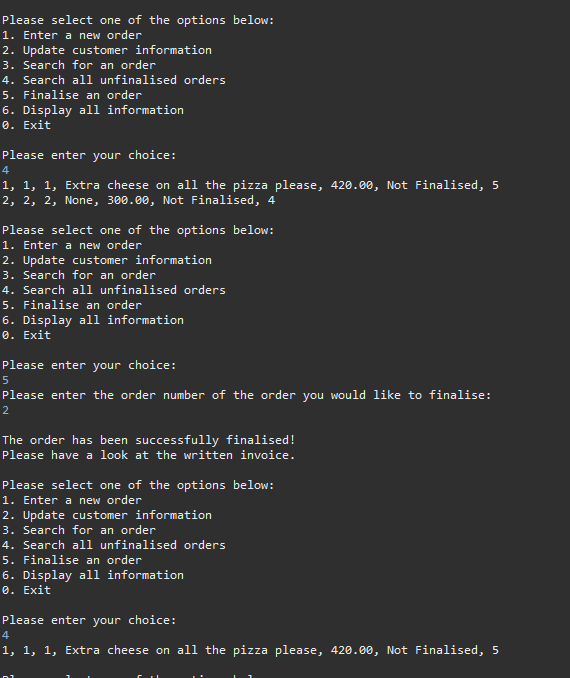 Please select one of the options below:
1. Enter a new order
2. Update customer information
3. Search for an order
4. Search all unfinalised orders
5. Finalise an order
6. Display all information
0. Exit
Please enter your choice:
4
1, 1, 1, Extra cheese on all the pizza please, 420.00, Not Finalised, 5
2, 2, 2, None, 300.00, Not Finalised, 4
Please select one of the options below:
1. Enter a new order
2. Update customer information
3. Search for an order
4. Search all unfinalised orders
5. Finalise an order
6. Display all information
0. Exit
Please enter your choice:
5
Please enter the order number of the order you would like to finalise:
2
The order has been successfully finalised!
Please have a look at the written invoice.
Please select one of the options below:
1. Enter a new order
2. Update customer information
3. Search for an order
4. Search all unfinalised orders
5. Finalise an order
6. Display all information
0. Exit
Please enter your choice:
4
1, 1, 1, Extra cheese on all the pizza please, 420.00, Not Finalised, 5